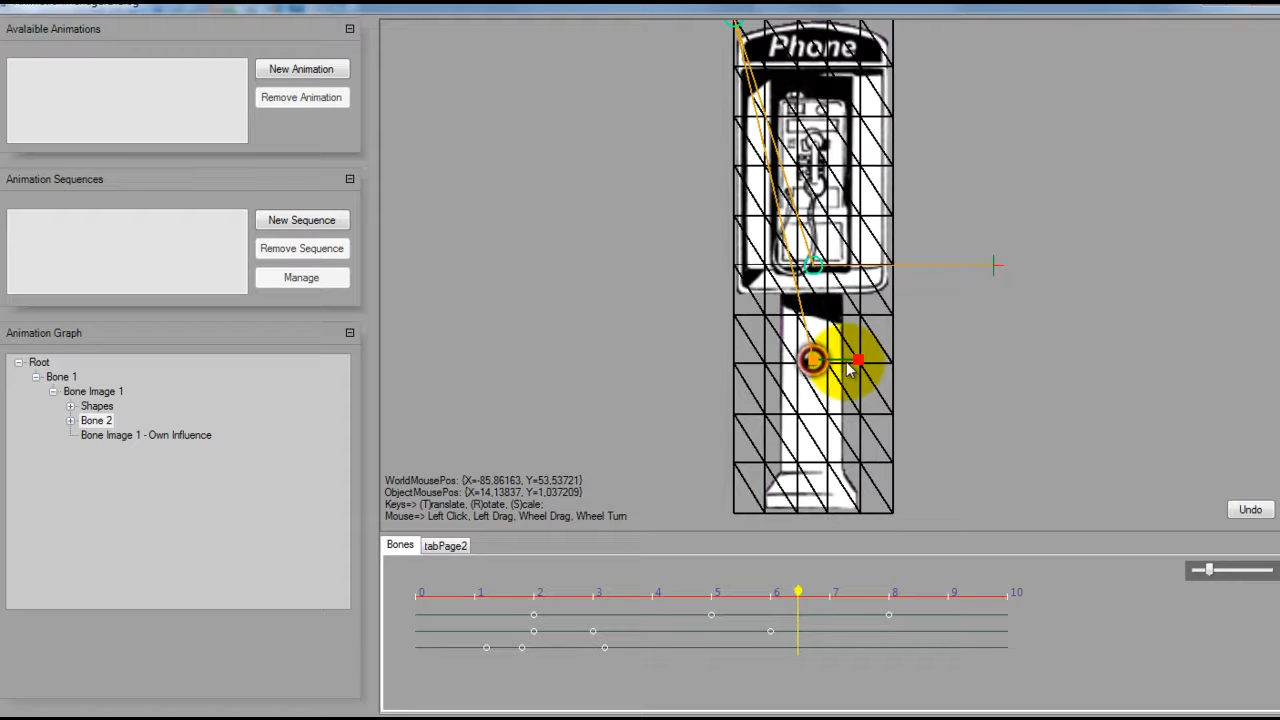 Avalaible Animations
New Animation
Remove Animation
Animation Sequences
New Sequence
Remove Sequence
Manage
Animation Graph
Root
Bone 1
Bone Image 1
Shapes
Bone 2
Bone Image 1 - Own Influence
Phone
WorldMousePos: {X=-85,86163, Y=53,53721}
ObjectMousePos: {X=14,13837, Y=1,037209}
Keys=> (T)ranslate, (R)otate, (S)cale;
Mouse=> Left Click, Left Drag, Wheel Drag, Wheel Turn
Undo
Bones tabPage2
0 1 2 3 4 5 6 7 8 9 10